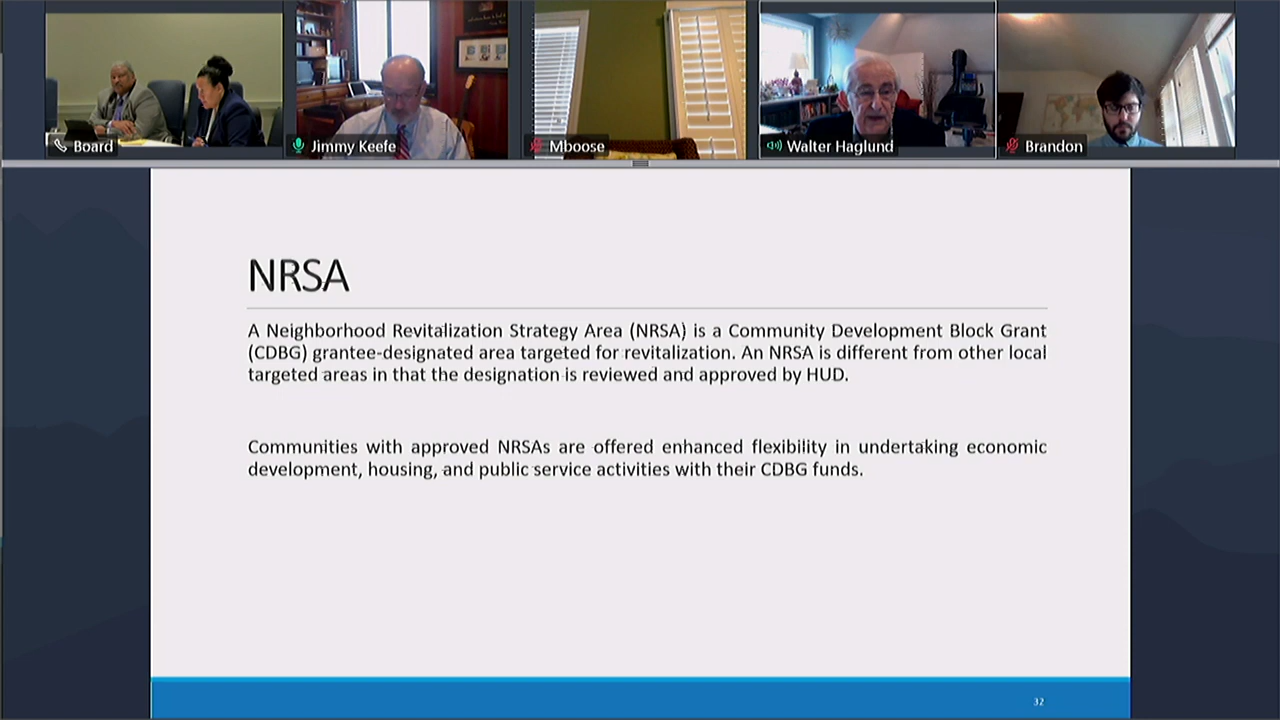 Board
Jimmy Keefe
Mboose
Walter Haglund
Brandon
NRSA
A Neighborhood Revitalization Strategy Area (NRSA) is a Community Development Block Grant
(CDBG) grantee-designated area targeted for revitalization. An NRSA is different from other local
targeted areas in that the designation is reviewed and approved by HUD.
Communities with approved NRSAs are offered enhanced flexibility in undertaking economic
development, housing, and public service activities with their CDBG funds.
32